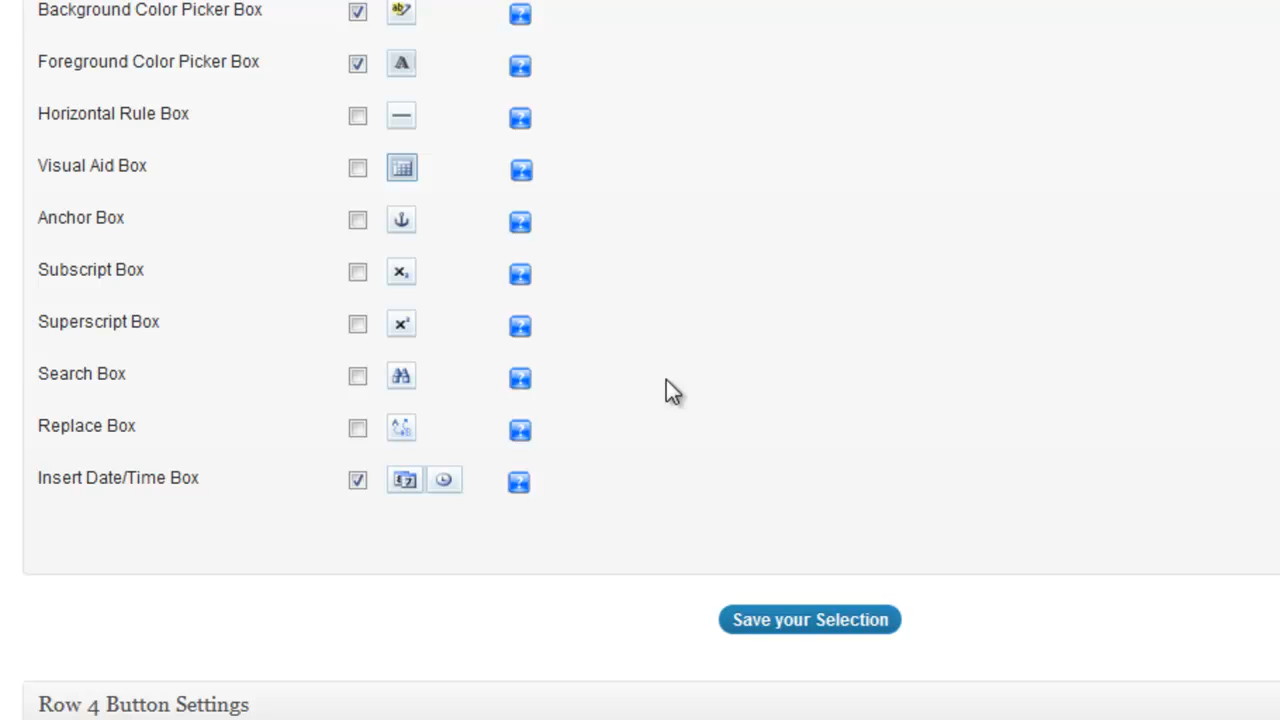 Background Color Picker Box
Foreground Color Picker Box
Horizontal Rule Box
Visual Aid Box
Anchor Box
Subscript Box
Superscript Box
Search Box
Replace Box
Insert Date/Time Box
Save your Selection
Row 4 Button Settings